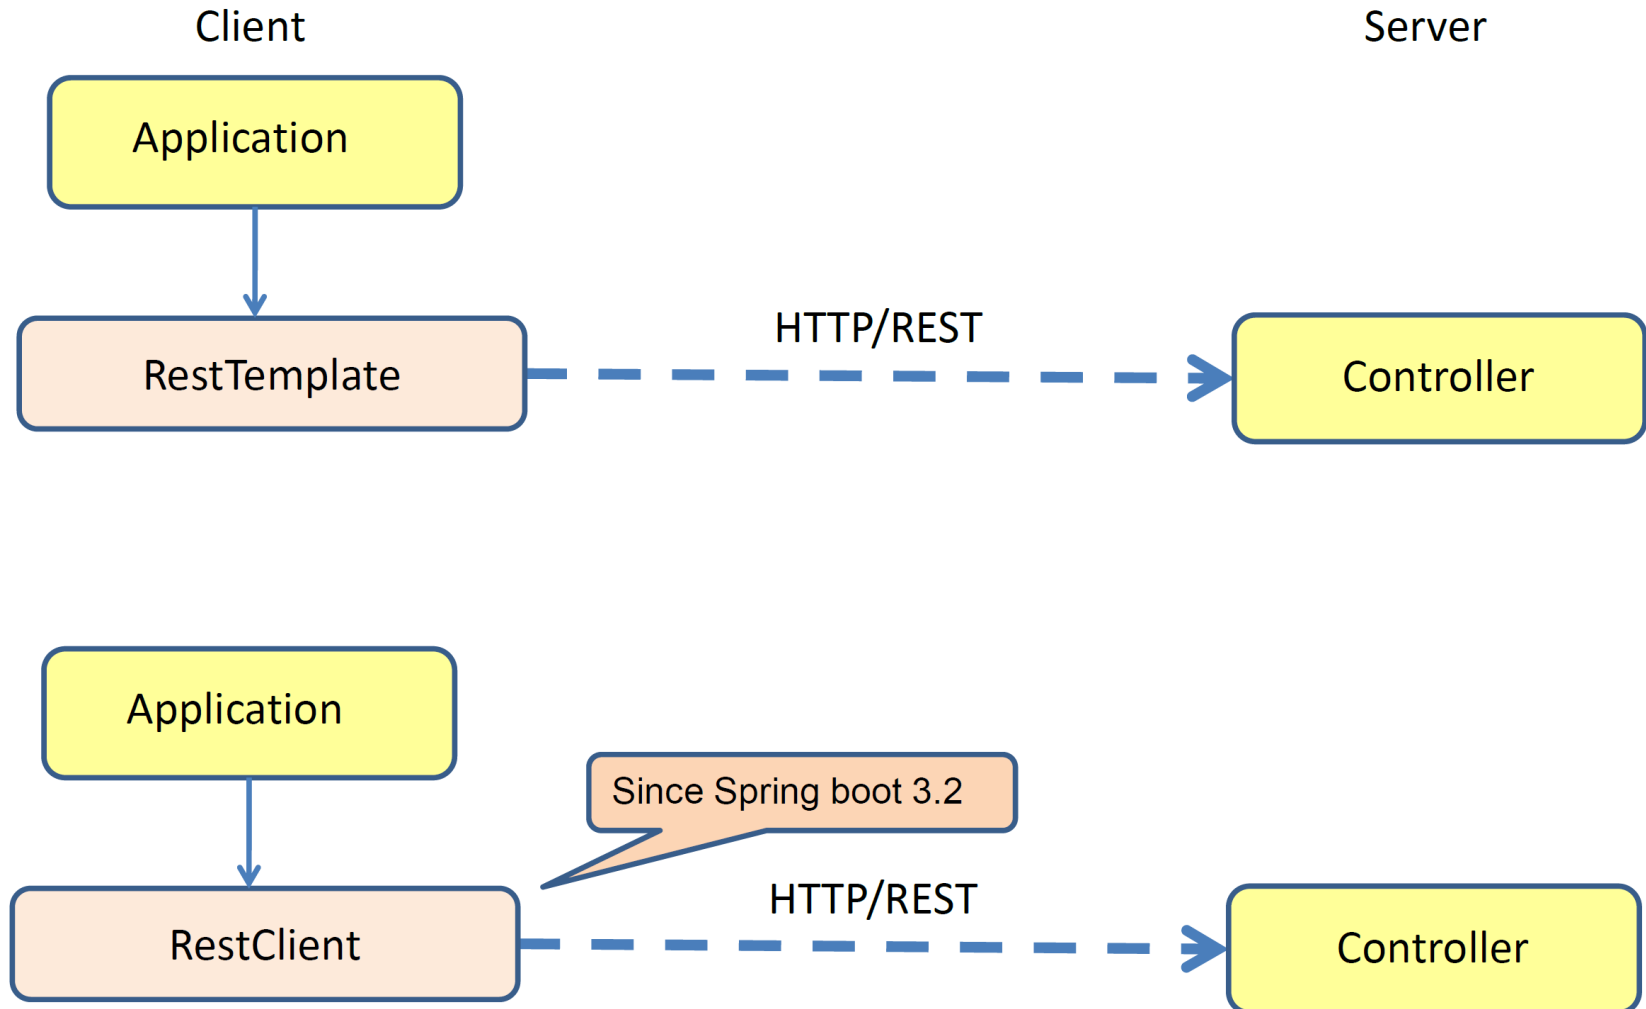 Client
Server
Application
HTTP/REST
RestTemplate
Controller
Application
Since Spring boot 3.2
HTTP/REST
RestClient
Controller